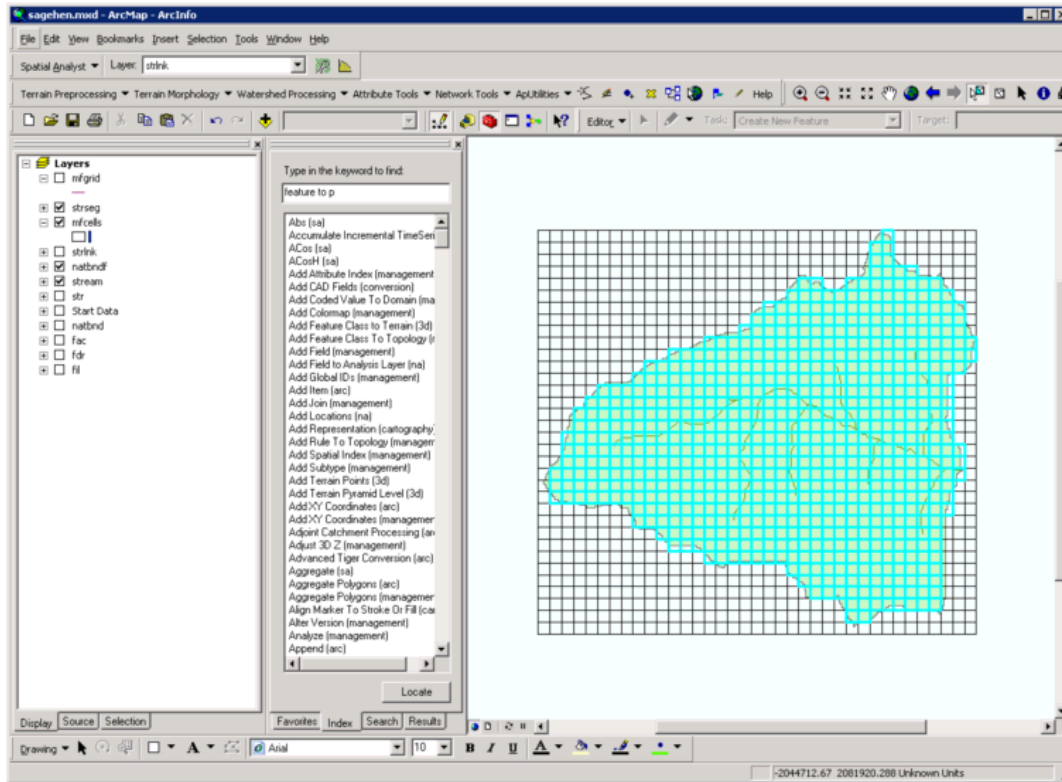 sagehen.mxd - ArcMap - ArcInfo
File Edit View Bookmarks Insert Selection Tools Window Help
Spatial Analyst Layer: strlnk
Terrain Preprocessing Terrain Morphology Watershed Processing Attribute Tools Network Tools ApUtilities Help
Editor Task: Create New Feature Target:
Layers
mfgrid
strseg
mfcells
strlnk
natbndf
stream
str
Start Data
natbnd
fac
fdr
fil
Display Source Selection
Type in the keyword to find:
feature to p
Abs (sa)
Accumulate Incremental TimeSeri
ACos (sa)
ACosH (sa)
Add Attribute Index (management
Add CAD Fields (conversion)
Add Coded Value To Domain (ma
Add Colormap (management)
Add Feature Class to Terrain (3d)
Add Feature Class To Topology (r
Add Field (management)
Add Field to Analysis Layer (na)
Add Global IDs (management)
Add Item (arc)
Add Join (management)
Add Locations (na)
Add Representation (cartography)
Add Rule To Topology (managem
Add Spatial Index (management)
Add Subtype (management)
Add Terrain Points (3d)
Add Terrain Pyramid Level (3d)
Add XY Coordinates (arc)
Add XY Coordinates (managemer
Adjoint Catchment Processing (ar
Adjust 3D Z (management)
Advanced Tiger Conversion (arc)
Aggregate (sa)
Aggregate Polygons (arc)
Aggregate Polygons (managemer
Align Marker To Stroke Or Fill (car
Alter Version (management)
Analyze (management)
Append (arc)
Locate
Favorites Index Search Results
Drawing A Arial 10 B I U A
-2044712.67 2081920.288 Unknown Units